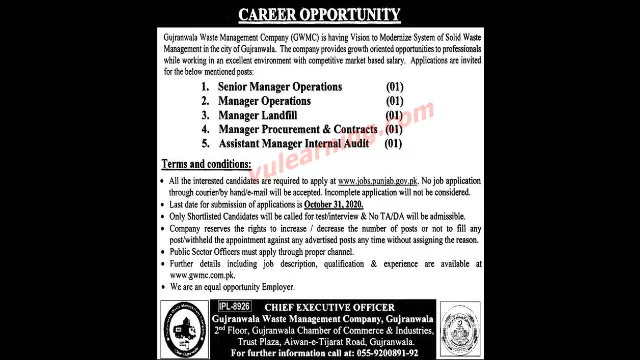 CAREER OPPORTUNITY
Gujranwala Waste Management Company (GWMC) is having Vision to Modernize System of Solid Waste
Management in the city of Gujranwala. The company provides growth oriented opportunities to professionals
while working in an excellent environment with competitive market based salary. Applications are invited
for the below mentioned posts:
1. Senior Manager Operations (01)
2. Manager Operations (01)
3. Manager Landfill (01)
4. Manager Procurement & Contracts (01)
5. Assistant Manager Internal Audit (01)
vulearning.com
Terms and conditions:
• All the interested candidates are required to apply at www.jobs.punjab.gov.pk. No job application
through courier/by hand/e-mail will be accepted. Incomplete application will not be considered.
• Last date for submission of applications is October 31, 2020.
• Only Shortlisted Candidates will be called for test/interview & No TA/DA will be admissible.
• Company reserves the rights to increase / decrease the number of posts or not to fill any
post/withheld the appointment against any advertised posts any time without assigning the reason.
• Public Sector Officers must apply through proper channel.
• Further details including job description, qualification & experience are available at
www.gwmc.com.pk.
• We are an equal opportunity Employer.
IPL-8926
CHIEF EXECUTIVE OFFICER
Gujranwala Waste Management Company, Gujranwala
2nd Floor, Gujranwala Chamber of Commerce & Industries,
Trust Plaza, Aiwan-e-Tijarat Road, Gujranwala.
For further information call at: 055-9200891-92